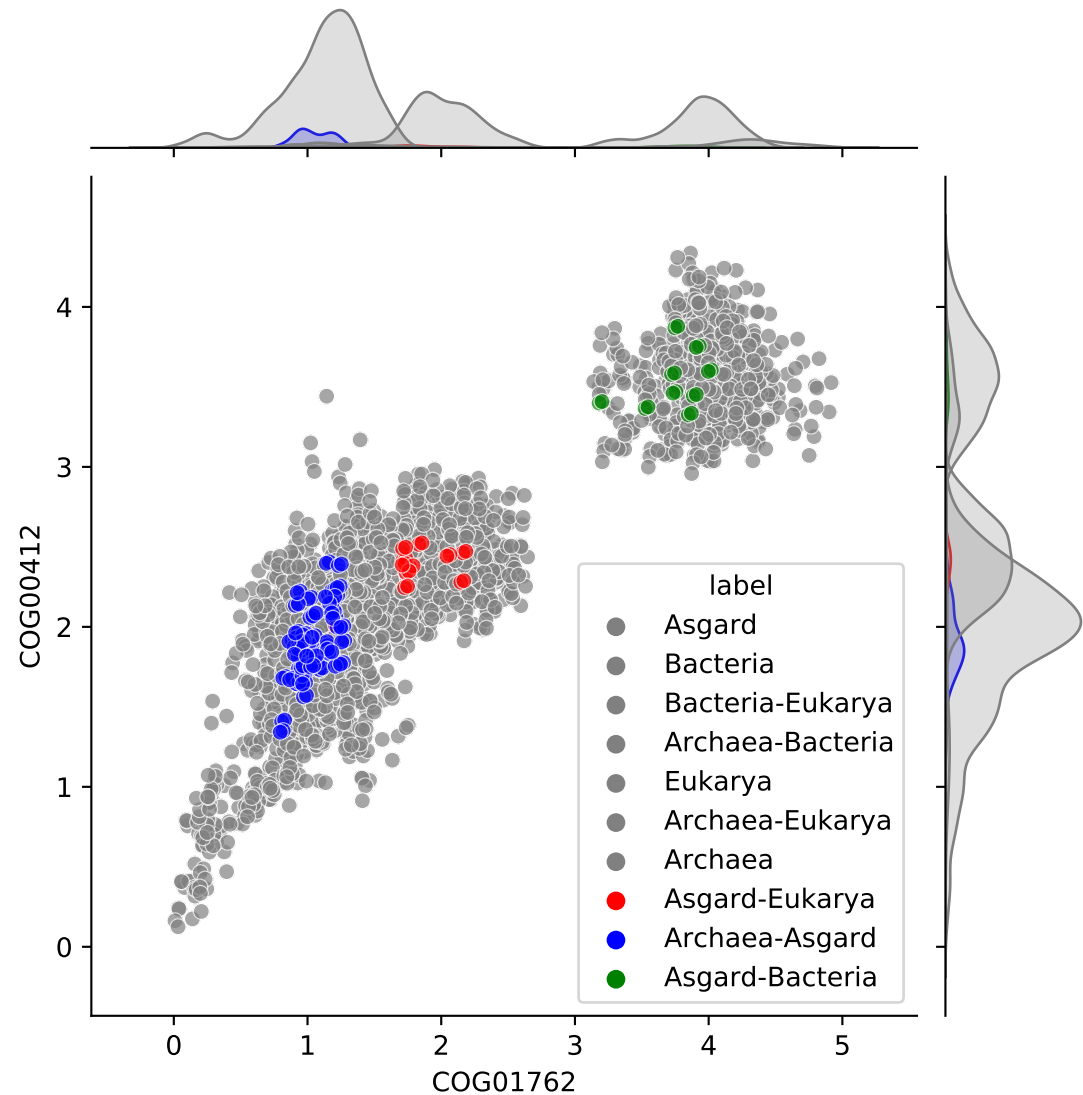 4
3
2
1
0
COG00412
0 1 2 3 4 5
COG01762
label
Asgard
Bacteria
Bacteria-Eukarya
Archaea-Bacteria
Eukarya
Archaea-Eukarya
Archaea
Asgard-Eukarya
Archaea-Asgard
Asgard-Bacteria